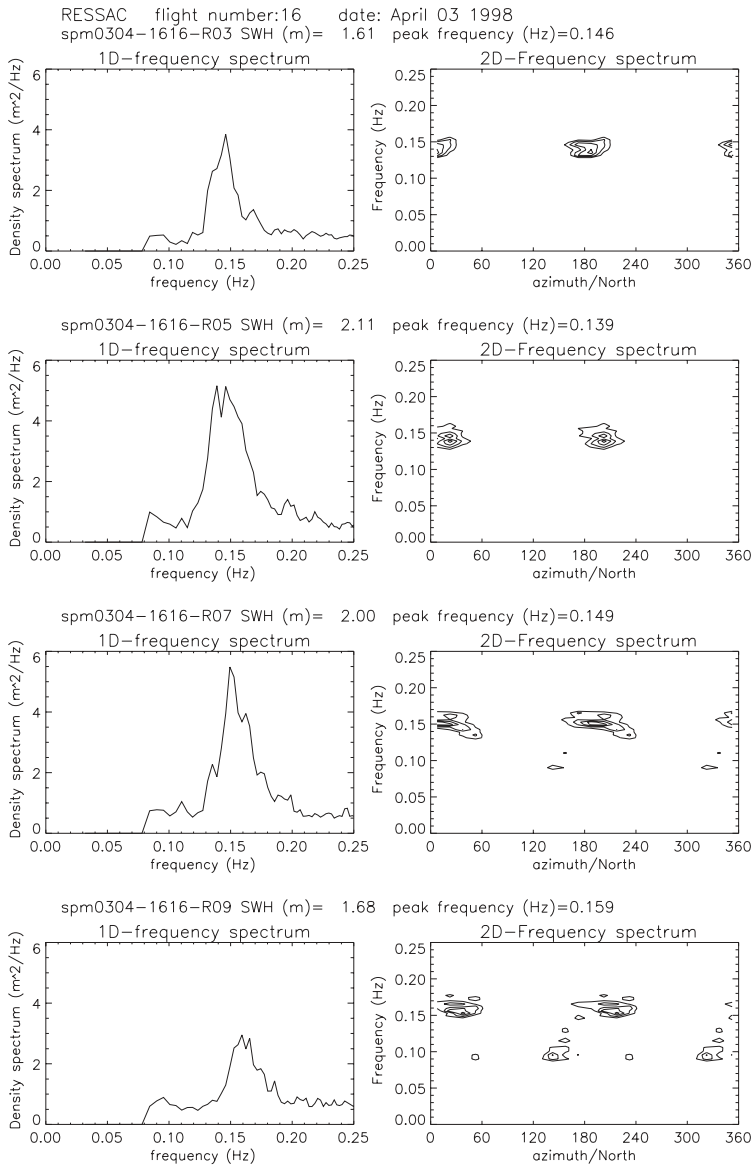 RESSAC flight number:16 date: April 03 1998
spm0304-1616-R03 SWH (m)= 1.61 peak frequency (Hz)=0.146
1D-frequency spectrum
2D-Frequency spectrum
Density spectrum (m^2/Hz)
6
4
2
0
0.00 0.05 0.10 0.15 0.20 0.25
frequency (Hz)
Frequency (Hz)
0.25
0.20
0.15
0.10
0.05
0.00
0 60 120 180 240 300 360
azimuth/North
spm0304-1616-R05 SWH (m)= 2.11 peak frequency (Hz)=0.139
1D-frequency spectrum
2D-Frequency spectrum
Density spectrum (m^2/Hz)
6
4
2
0
0.00 0.05 0.10 0.15 0.20 0.25
frequency (Hz)
Frequency (Hz)
0.25
0.20
0.15
0.10
0.05
0.00
0 60 120 180 240 300 360
azimuth/North
spm0304-1616-R07 SWH (m)= 2.00 peak frequency (Hz)=0.149
1D-frequency spectrum
2D-Frequency spectrum
Density spectrum (m^2/Hz)
6
4
2
0
0.00 0.05 0.10 0.15 0.20 0.25
frequency (Hz)
Frequency (Hz)
0.25
0.20
0.15
0.10
0.05
0.00
0 60 120 180 240 300 360
azimuth/North
spm0304-1616-R09 SWH (m)= 1.68 peak frequency (Hz)=0.159
1D-frequency spectrum
2D-Frequency spectrum
Density spectrum (m^2/Hz)
6
4
2
0
0.00 0.05 0.10 0.15 0.20 0.25
frequency (Hz)
Frequency (Hz)
0.25
0.20
0.15
0.10
0.05
0.00
0 60 120 180 240 300 360
azimuth/North